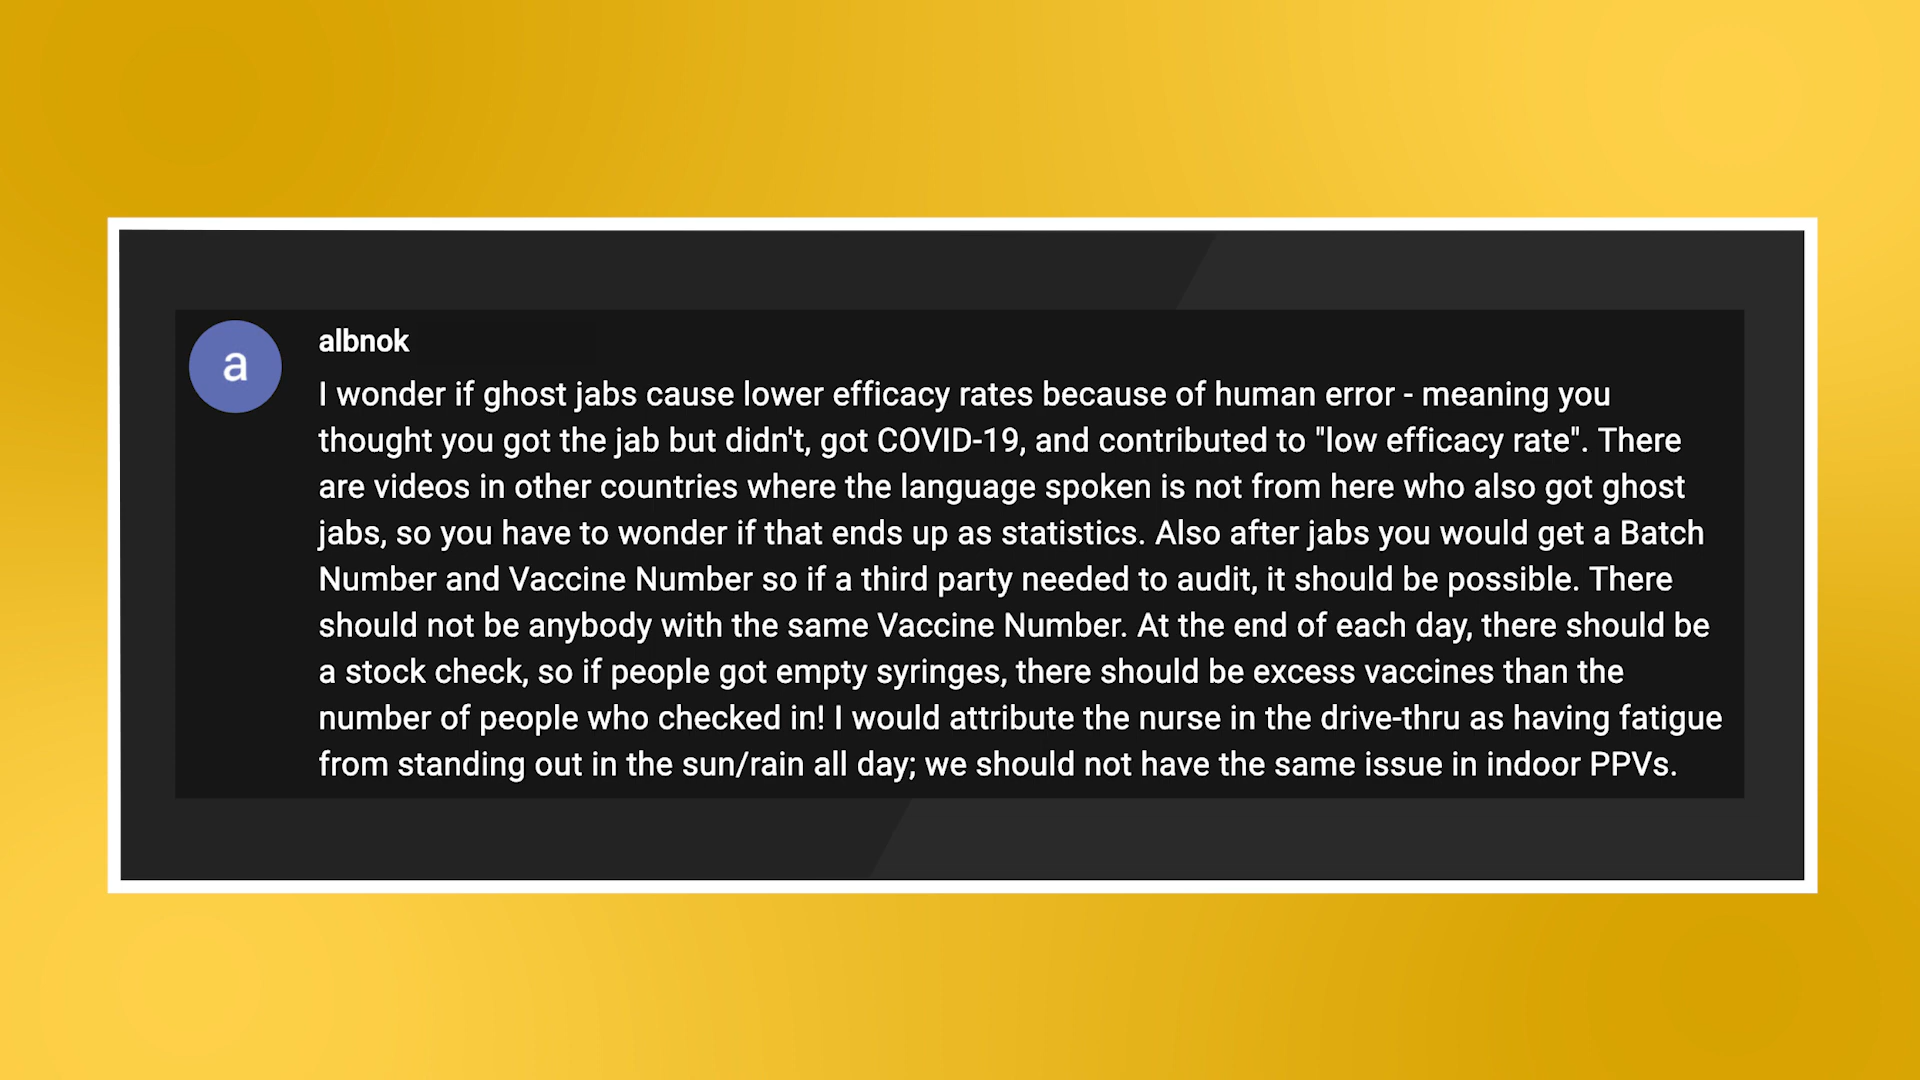 a
albnok
I wonder if ghost jabs cause lower efficacy rates because of human error - meaning you
thought you got the jab but didn't, got COVID-19, and contributed to "low efficacy rate". There
are videos in other countries where the language spoken is not from here who also got ghost
jabs, so you have to wonder if that ends up as statistics. Also after jabs you would get a Batch
Number and Vaccine Number so if a third party needed to audit, it should be possible. There
should not be anybody with the same Vaccine Number. At the end of each day, there should be
a stock check, so if people got empty syringes, there should be excess vaccines than the
number of people who checked in! I would attribute the nurse in the drive-thru as having fatigue
from standing out in the sun/rain all day; we should not have the same issue in indoor PPVs.